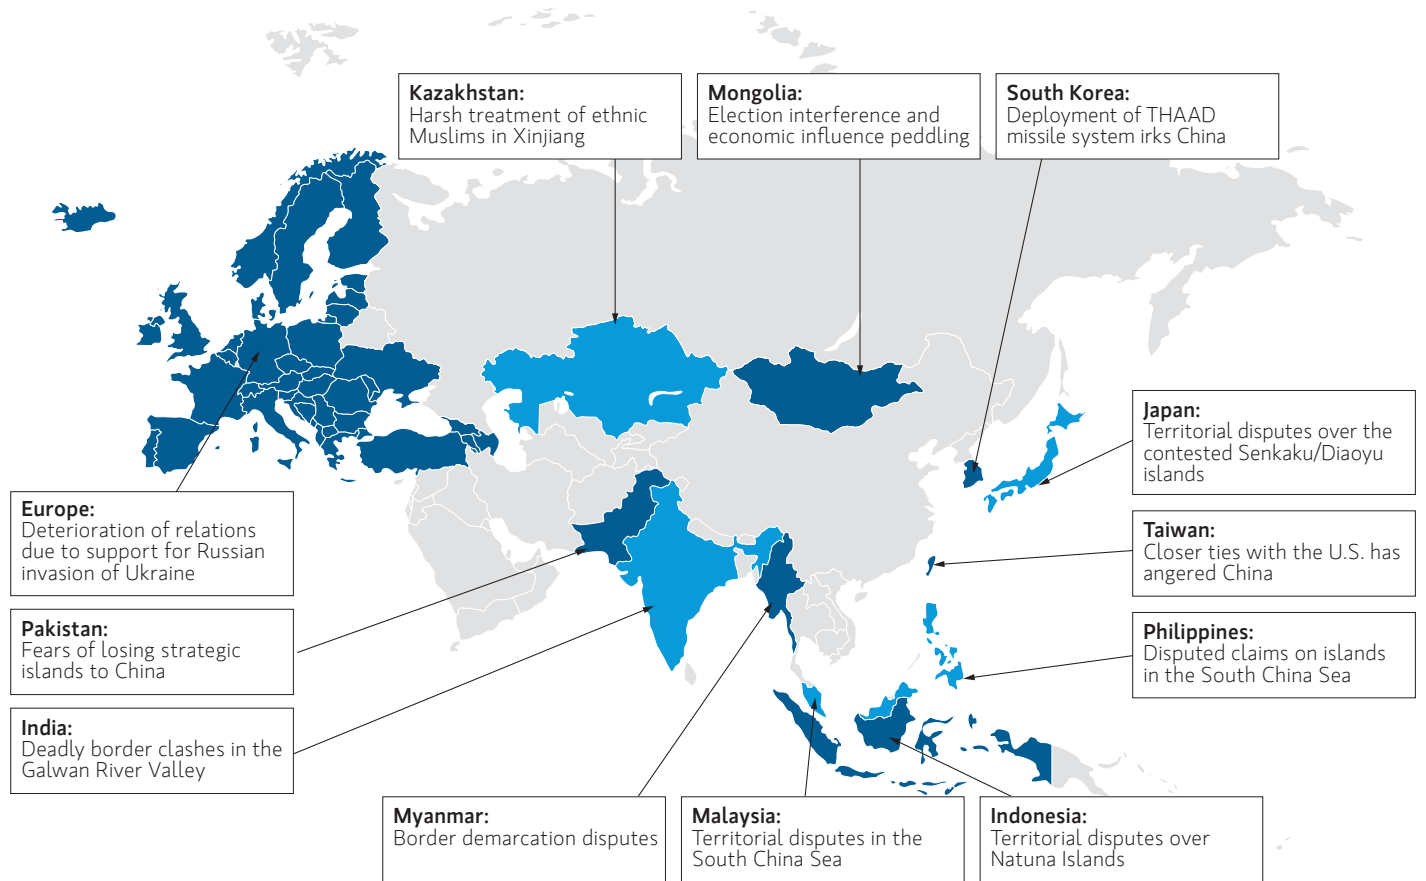 Kazakhstan:
Harsh treatment of ethnic
Muslims in Xinjiang
Mongolia:
Election interference and
economic influence peddling
South Korea:
Deployment of THAAD
missile system irks China
Japan:
Territorial disputes over the
contested Senkaku/Diaoyu
islands
Europe:
Deterioration of relations
due to support for Russian
invasion of Ukraine
Taiwan:
Closer ties with the U.S. has
angered China
Pakistan:
Fears of losing strategic
islands to China
Philippines:
Disputed claims on islands
in the South China Sea
India:
Deadly border clashes in the
Galwan River Valley
Myanmar:
Border demarcation disputes
Malaysia:
Territorial disputes in the
South China Sea
Indonesia:
Territorial disputes over
Natuna Islands